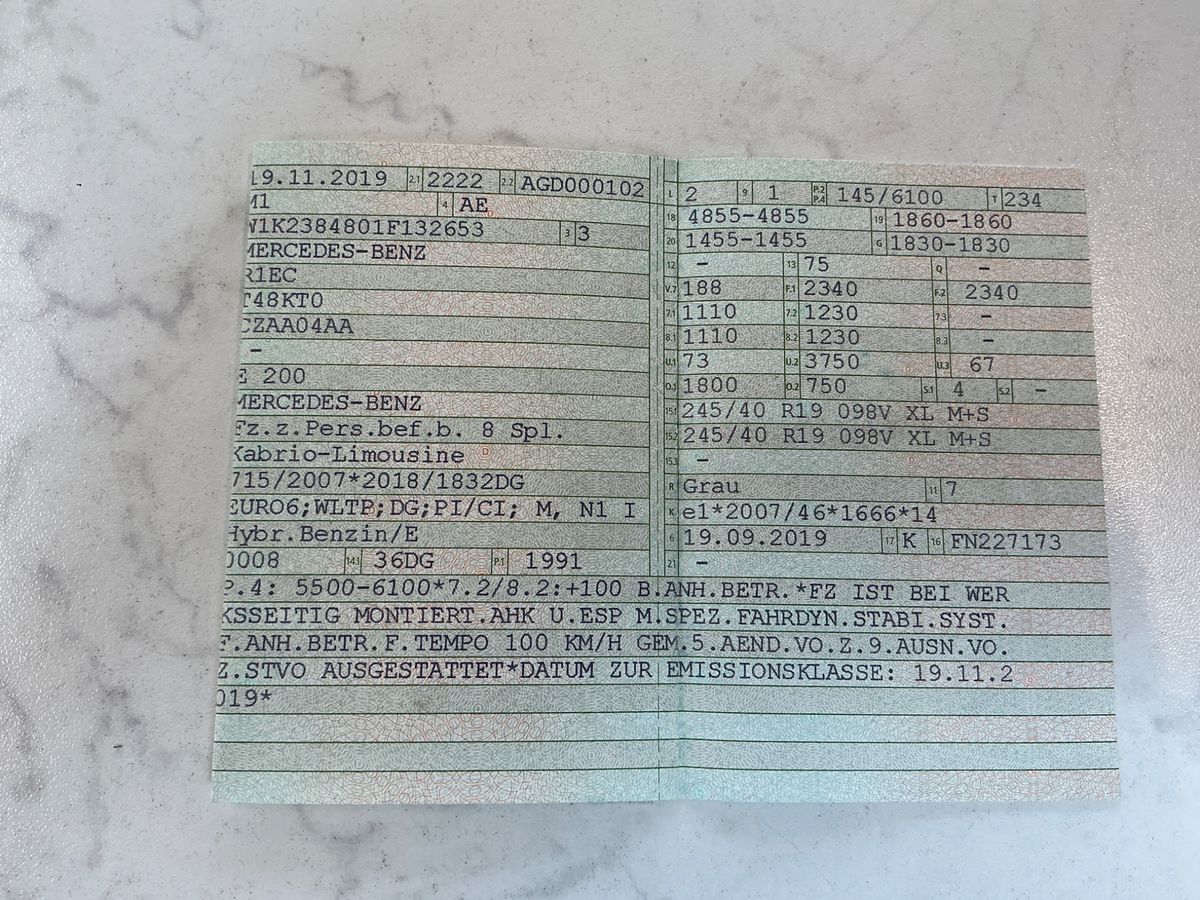 19.11.2019 2.1 2222 2.2 AGD000102
M1 4 AE
W1K2384801F132653 3 3
MERCEDES-BENZ
R1EC
T48KT0
CZAA04AA
-
E 200
MERCEDES-BENZ
Fz.z.Pers.bef.b. 8 Spl.
Kabrio-Limousine
715/2007*2018/1832DG
EURO6;WLTP;DG;PI/CI; M, N1 I
Hybr.Benzin/E
0008 14.1 36DG P.1 1991
L 2 9 1 P.2 P.4 145/6100 T 234
18 4855-4855 19 1860-1860
20 1455-1455 G 1830-1830
12 - 13 75 Q -
V.7 188 F.1 2340 F.2 2340
7.1 1110 7.2 1230 7.3 -
8.1 1110 8.2 1230 8.3 -
U.1 73 U.2 3750 U.3 67
O.1 1800 O.2 750 S.1 4 S.2 -
15.1 245/40 R19 098V XL M+S
15.2 245/40 R19 098V XL M+S
15.3 -
R Grau 11 7
K e1*2007/46*1666*14
6 19.09.2019 17 K 16 FN227173
21 -
P.4: 5500-6100*7.2/8.2:+100 B.ANH.BETR.*FZ IST BEI WER
KSSEITIG MONTIERT.AHK U.ESP M.SPEZ.FAHRDYN.STABI.SYST.
F.ANH.BETR.F.TEMPO 100 KM/H GEM.5.AEND.VO.Z.9.AUSN.VO.
Z.STVO AUSGESTATTET*DATUM ZUR EMISSIONSKLASSE: 19.11.2
019*